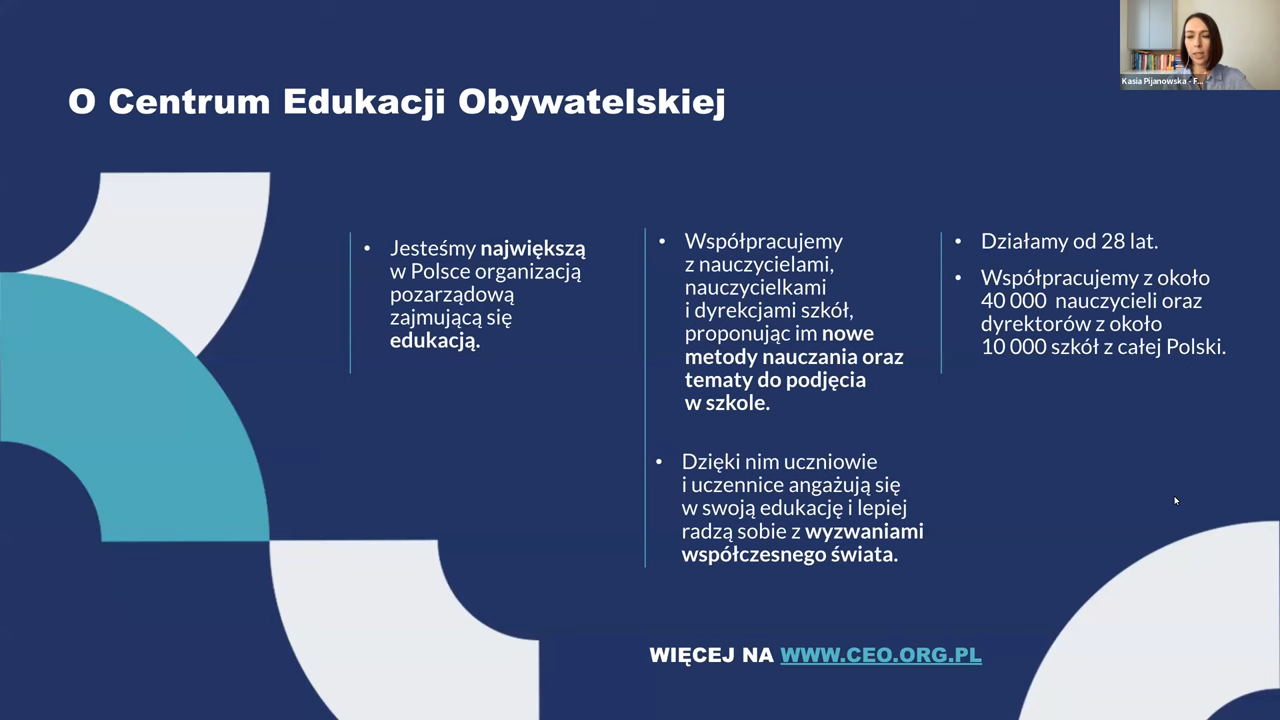 Kasia Pijanowska - F...
O Centrum Edukacji Obywatelskiej
• Jesteśmy największą
w Polsce organizacją
pozarządową
zajmującą się
edukacją.
• Współpracujemy
z nauczycielami,
nauczycielkami
i dyrekcjami szkół,
proponując im nowe
metody nauczania oraz
tematy do podjęcia
w szkole.
• Dzięki nim uczniowie
i uczennice angażują się
w swoją edukację i lepiej
radzą sobie z wyzwaniami
współczesnego świata.
• Działamy od 28 lat.
• Współpracujemy z około
40 000 nauczycieli oraz
dyrektorów z około
10 000 szkół z całej Polski.
WIĘCEJ NA WWW.CEO.ORG.PL